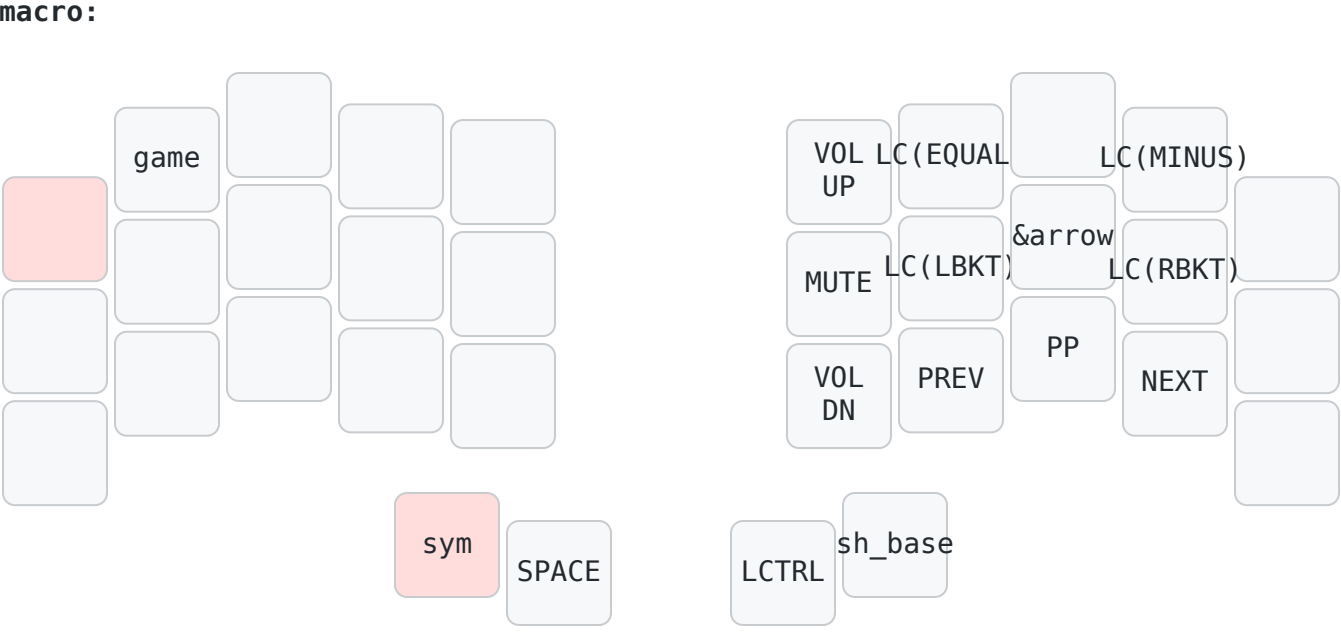 macro:
game
VOL
UP
LC(EQUAL
LC(MINUS)
MUTE
LC(LBKT)
&arrow
LC(RBKT)
VOL
DN
PREV
PP
NEXT
sym
SPACE
LCTRL
sh_base